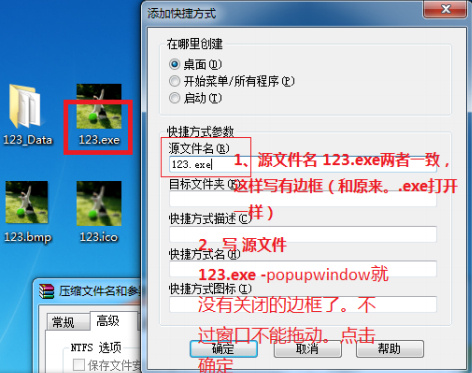 添加快捷方式
在哪里创建
桌面(D)
开始菜单/所有程序(P)
启动(T)
123_Data
123.exe
快捷方式参数
源文件名(R)
123.exe
1、源文件名 123.exe两者一致，
目标文件夹
这样写有边框（和原来。.exe打开
一样）
123.bmp
123.ico
快捷方式描述(C)
2、写 源文件
快捷方式名
123.exe -popupwindow就
快捷方式图标(I)
没有关闭的边框了。不
过窗口不能拖动。点击
确定
压缩文件名和参
常规
高级
NTFS 选项
保存文件安
确定
取消
帮助